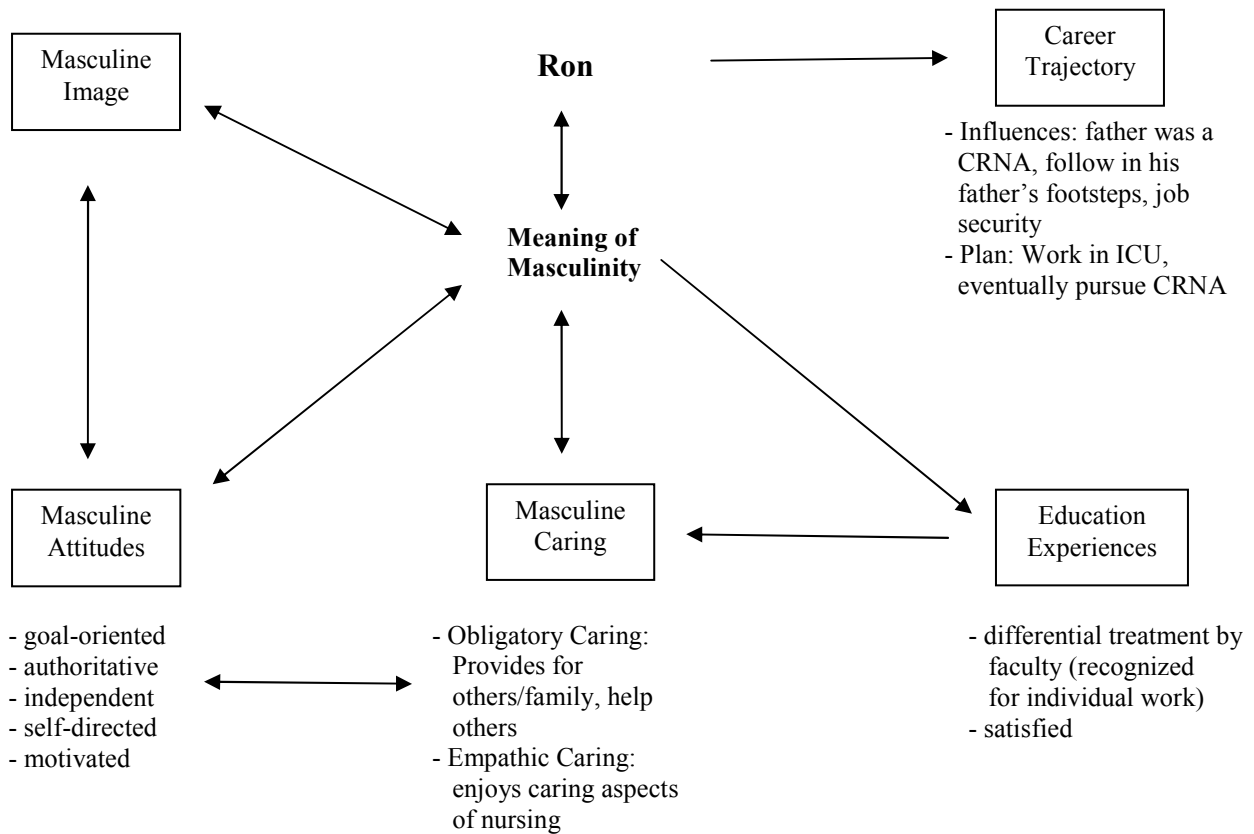 Masculine
Image
Ron
Career
Trajectory
- Influences: father was a
CRNA, follow in his
father’s footsteps, job
security
- Plan: Work in ICU,
eventually pursue CRNA
Meaning of
Masculinity
Masculine
Attitudes
- goal-oriented
- authoritative
- independent
- self-directed
- motivated
Masculine
Caring
- Obligatory Caring:
Provides for
others/family, help
others
- Empathic Caring:
enjoys caring aspects
of nursing
Education
Experiences
- differential treatment by
faculty (recognized
for individual work)
- satisfied